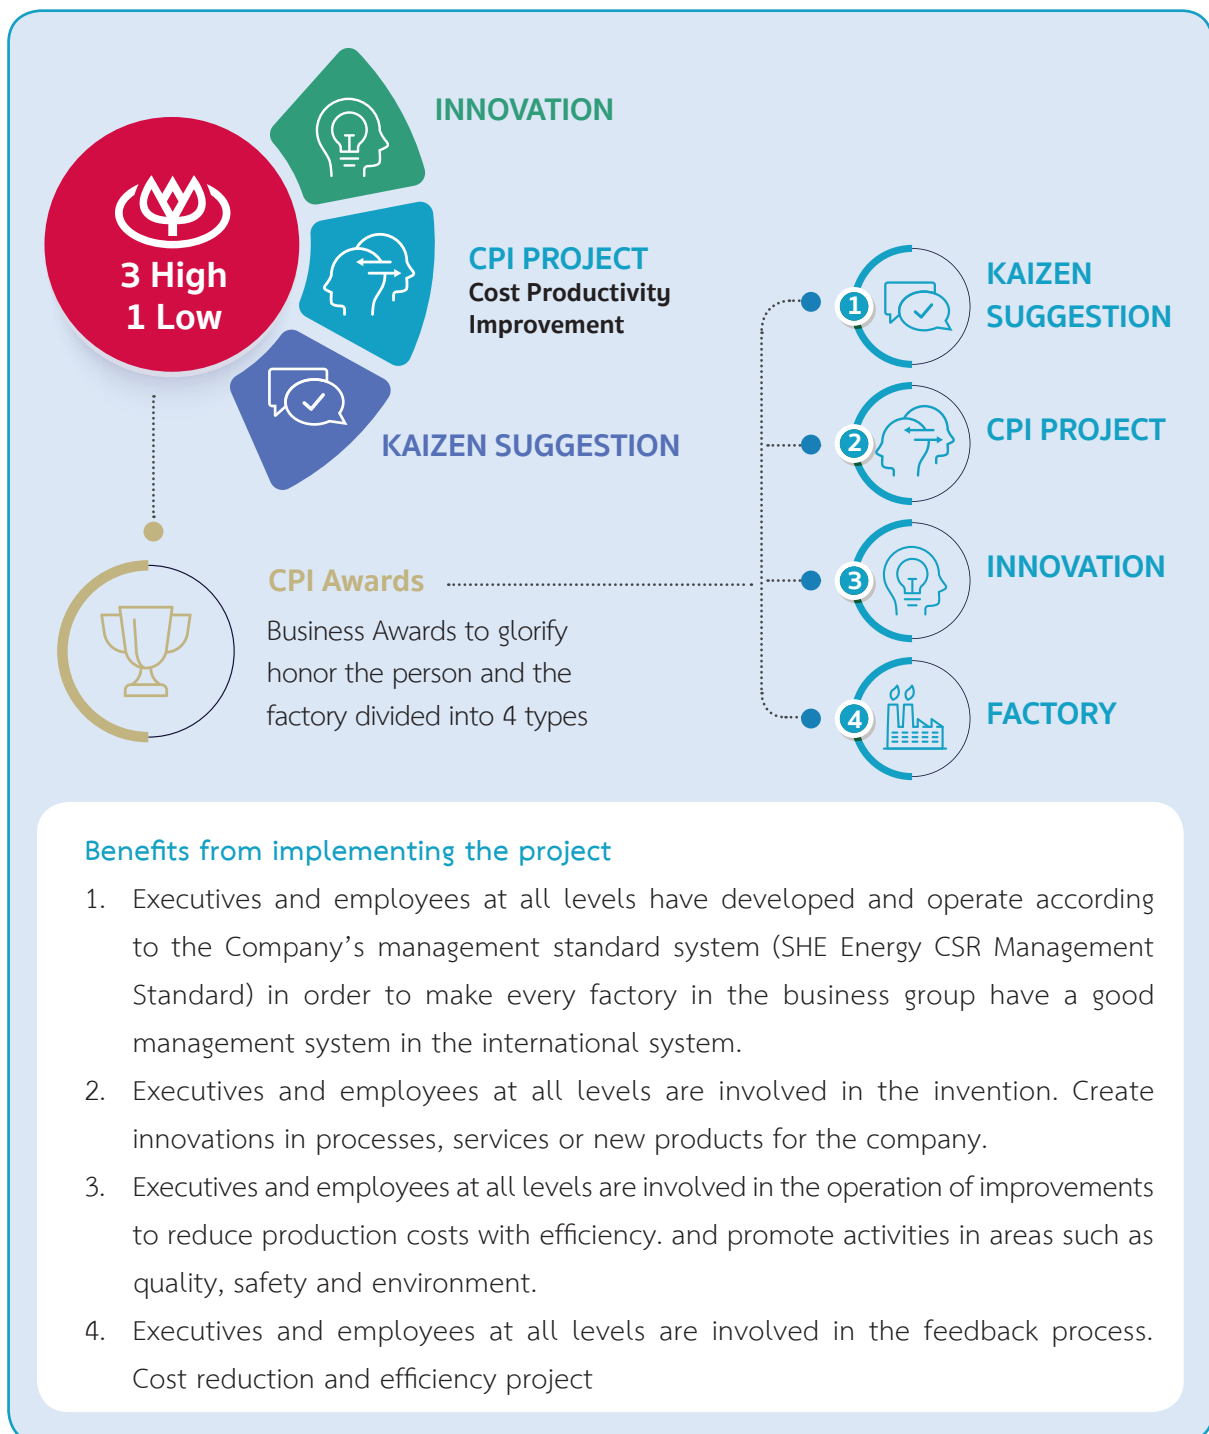 INNOVATION
3 High
1 Low
CPI PROJECT
Cost Productivity
Improvement
KAIZEN SUGGESTION
CPI Awards
Business Awards to glorify
honor the person and the
factory divided into 4 types
1
KAIZEN
SUGGESTION
2
CPI PROJECT
3
INNOVATION
4
FACTORY
Benefits from implementing the project
1. Executives and employees at all levels have developed and operate according
to the Company’s management standard system (SHE Energy CSR Management
Standard) in order to make every factory in the business group have a good
management system in the international system.
2. Executives and employees at all levels are involved in the invention. Create
innovations in processes, services or new products for the company.
3. Executives and employees at all levels are involved in the operation of improvements
to reduce production costs with efficiency. and promote activities in areas such as
quality, safety and environment.
4. Executives and employees at all levels are involved in the feedback process.
Cost reduction and efficiency project